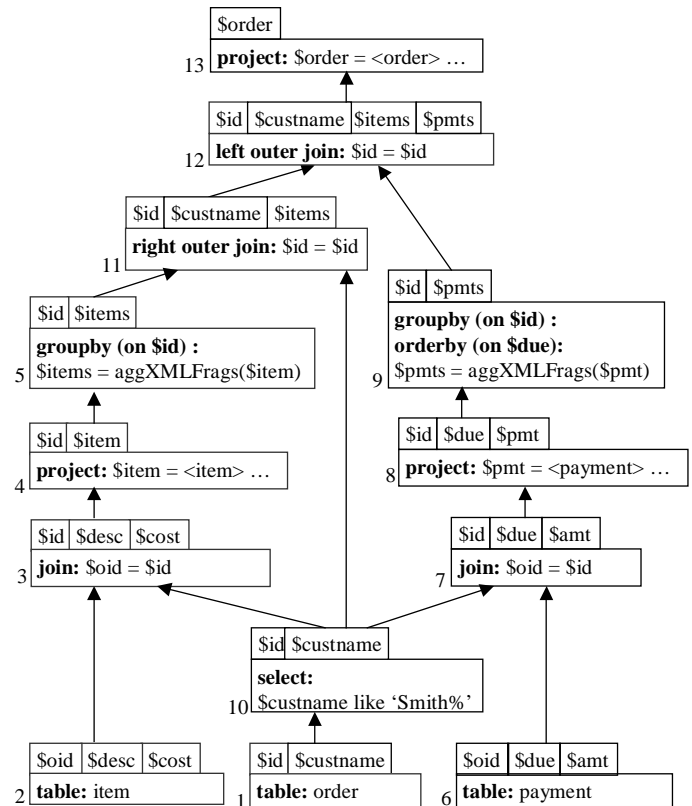 $order
project: $order = <order> …
13
$id $custname $items $pmts
left outer join: $id = $id
12
$id $custname $items
right outer join: $id = $id
11
$id $items
groupby (on $id) :
$items = aggXMLFrags($item)
5
$id $pmts
groupby (on $id) :
orderby (on $due):
$pmts = aggXMLFrags($pmt)
9
$id $item
project: $item = <item> …
4
$id $due $pmt
project: $pmt = <payment> …
8
$id $desc $cost
join: $oid = $id
3
$id $due $amt
join: $oid = $id
7
$id $custname
select:
$custname like ‘Smith%’
10
$oid $desc $cost
table: item
2
$id $custname
table: order
1
$oid $due $amt
table: payment
6